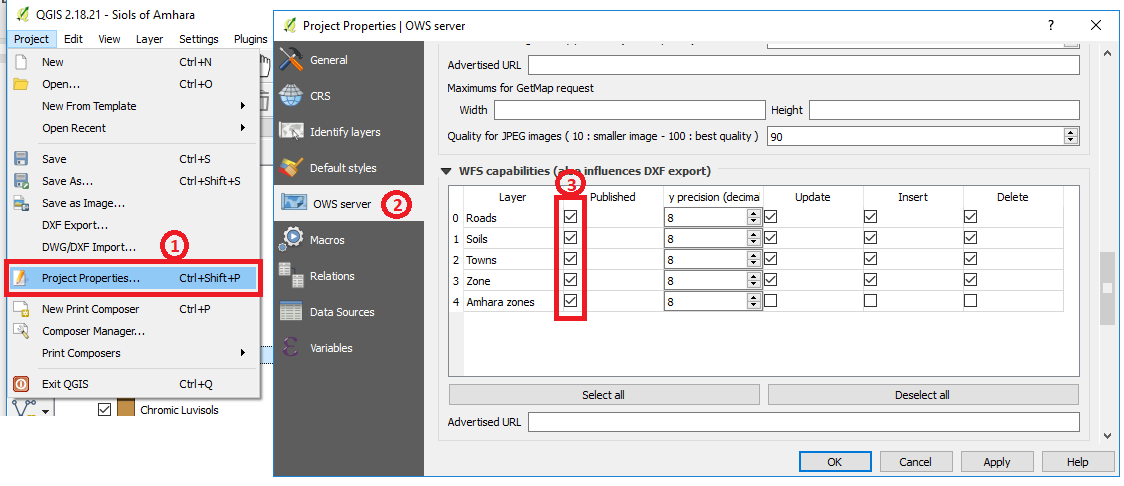 QGIS 2.18.21 - Siols of Amhara
Project Edit View Layer Settings Plugins
New Ctrl+N
Open... Ctrl+O
New From Template
Open Recent
Save Ctrl+S
Save As... Ctrl+Shift+S
Save as Image...
DXF Export...
DWG/DXF Import...
1
Project Properties... Ctrl+Shift+P
New Print Composer Ctrl+P
Composer Manager...
Print Composers
Exit QGIS Ctrl+Q
Chromic Luvisols
Project Properties | OWS server
?
General
CRS
Identify layers
Default styles
OWS server
2
Macros
Relations
Data Sources
Variables
Advertised URL
Maximums for GetMap request
Width Height
Quality for JPEG images ( 10 : smaller image - 100 : best quality ) 90
WFS capabilities (also influences DXF export)
3
Layer Published y precision (decima Update Insert Delete
0 Roads 8
1 Soils 8
2 Towns 8
3 Zone 8
4 Amhara zones 8
Select all Deselect all
Advertised URL
OK Cancel Apply Help